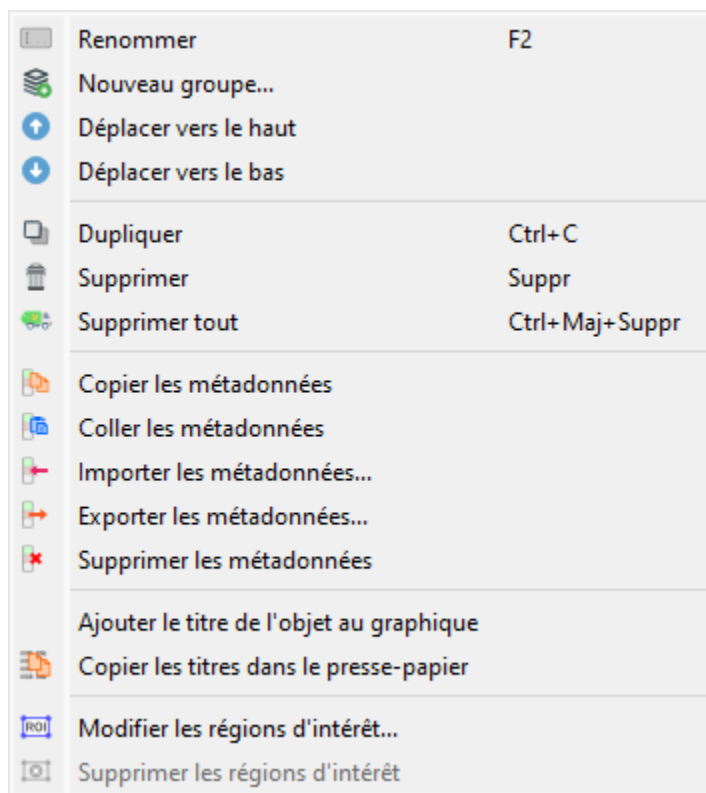 Renommer F2
Nouveau groupe...
Déplacer vers le haut
Déplacer vers le bas
Dupliquer Ctrl+C
Supprimer Suppr
Supprimer tout Ctrl+Maj+Suppr
Copier les métadonnées
Coller les métadonnées
Importer les métadonnées...
Exporter les métadonnées...
Supprimer les métadonnées
Ajouter le titre de l'objet au graphique
Copier les titres dans le presse-papier
ROI Modifier les régions d'intérêt...
Supprimer les régions d'intérêt